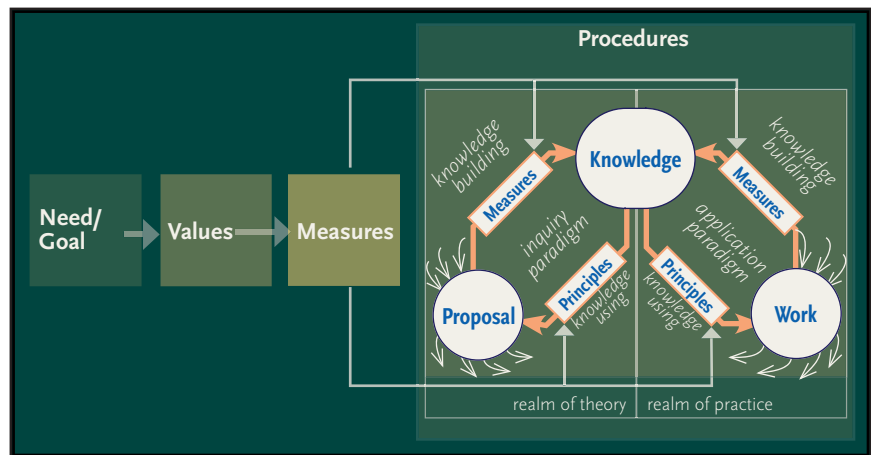 Procedures
Need/
Goal
Values
Measures
knowledge
building
Measures
Knowledge
knowledge
building
Measures
inquiry
paradigm
application
paradigm
Principles
knowledge
using
Principles
knowledge
using
Proposal
Work
realm of theory
realm of practice